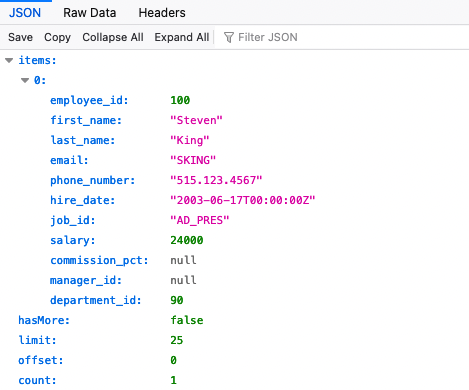 JSON Raw Data Headers
Save Copy Collapse All Expand All Filter JSON
items:
0:
employee_id: 100
first_name: "Steven"
last_name: "King"
email: "SKING"
phone_number: "515.123.4567"
hire_date: "2003-06-17T00:00:00Z"
job_id: "AD_PRES"
salary: 24000
commission_pct: null
manager_id: null
department_id: 90
hasMore: false
limit: 25
offset: 0
count: 1